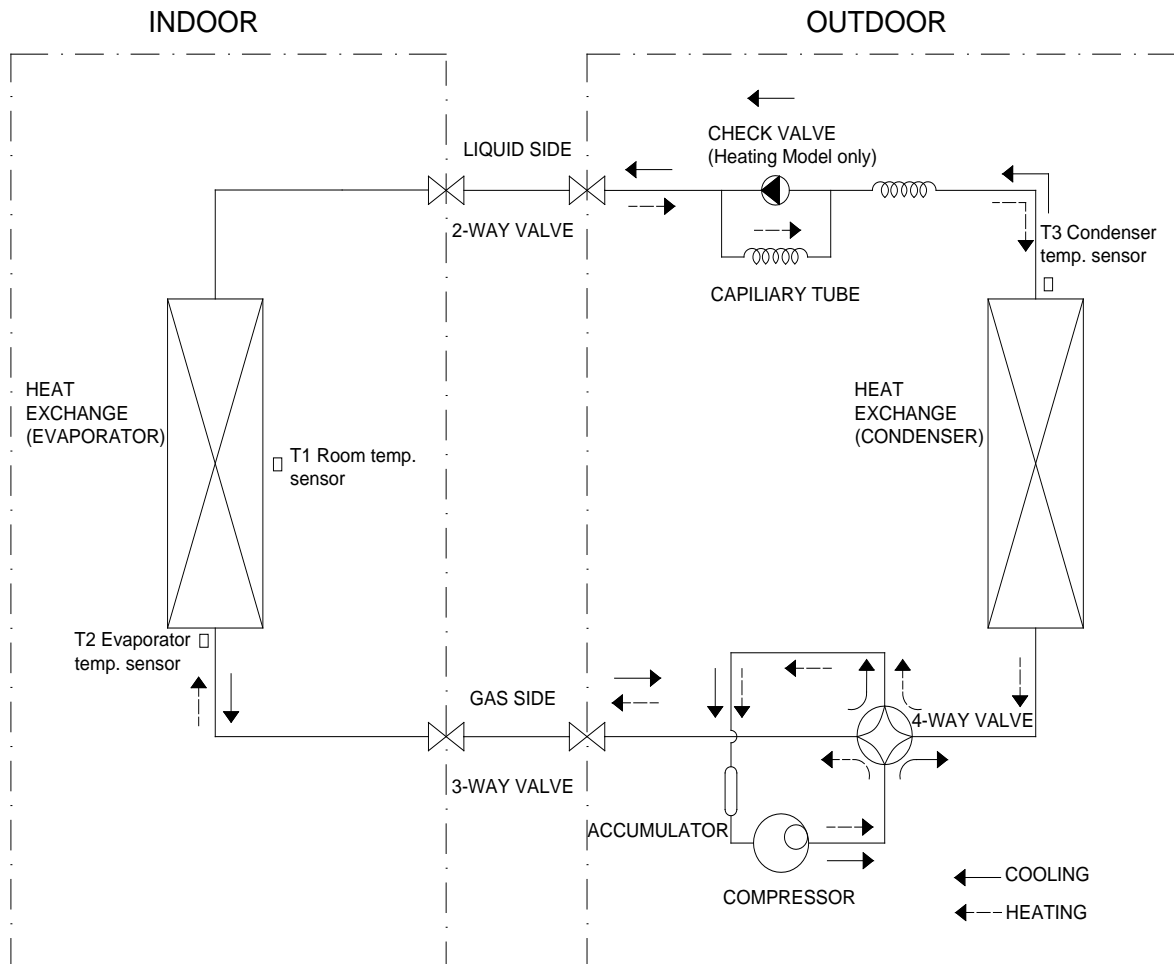 INDOOR
OUTDOOR
LIQUID SIDE
2-WAY VALVE
CHECK VALVE
(Heating Model only)
CAPILIARY TUBE
T3 Condenser
temp. sensor
HEAT
EXCHANGE
(EVAPORATOR)
T1 Room temp.
sensor
HEAT
EXCHANGE
(CONDENSER)
T2 Evaporator
temp. sensor
GAS SIDE
3-WAY VALVE
4-WAY VALVE
ACCUMULATOR
COMPRESSOR
COOLING
HEATING